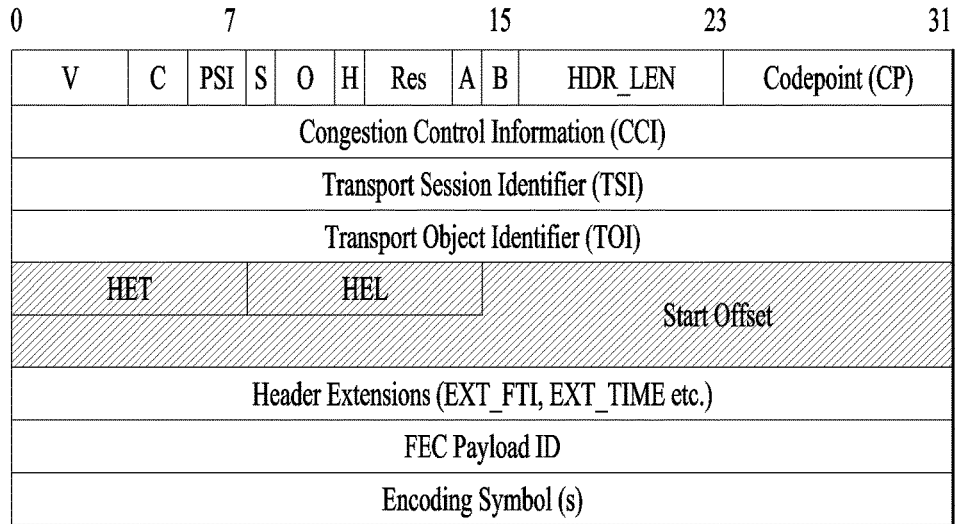 0 7 15 23 31
V C PSI S O H Res A B HDR_LEN Codepoint (CP)
Congestion Control Information (CCI)
Transport Session Identifier (TSI)
Transport Object Identifier (TOI)
HET HEL
Start Offset
Header Extensions (EXT_FTI, EXT_TIME etc.)
FEC Payload ID
Encoding Symbol (s)